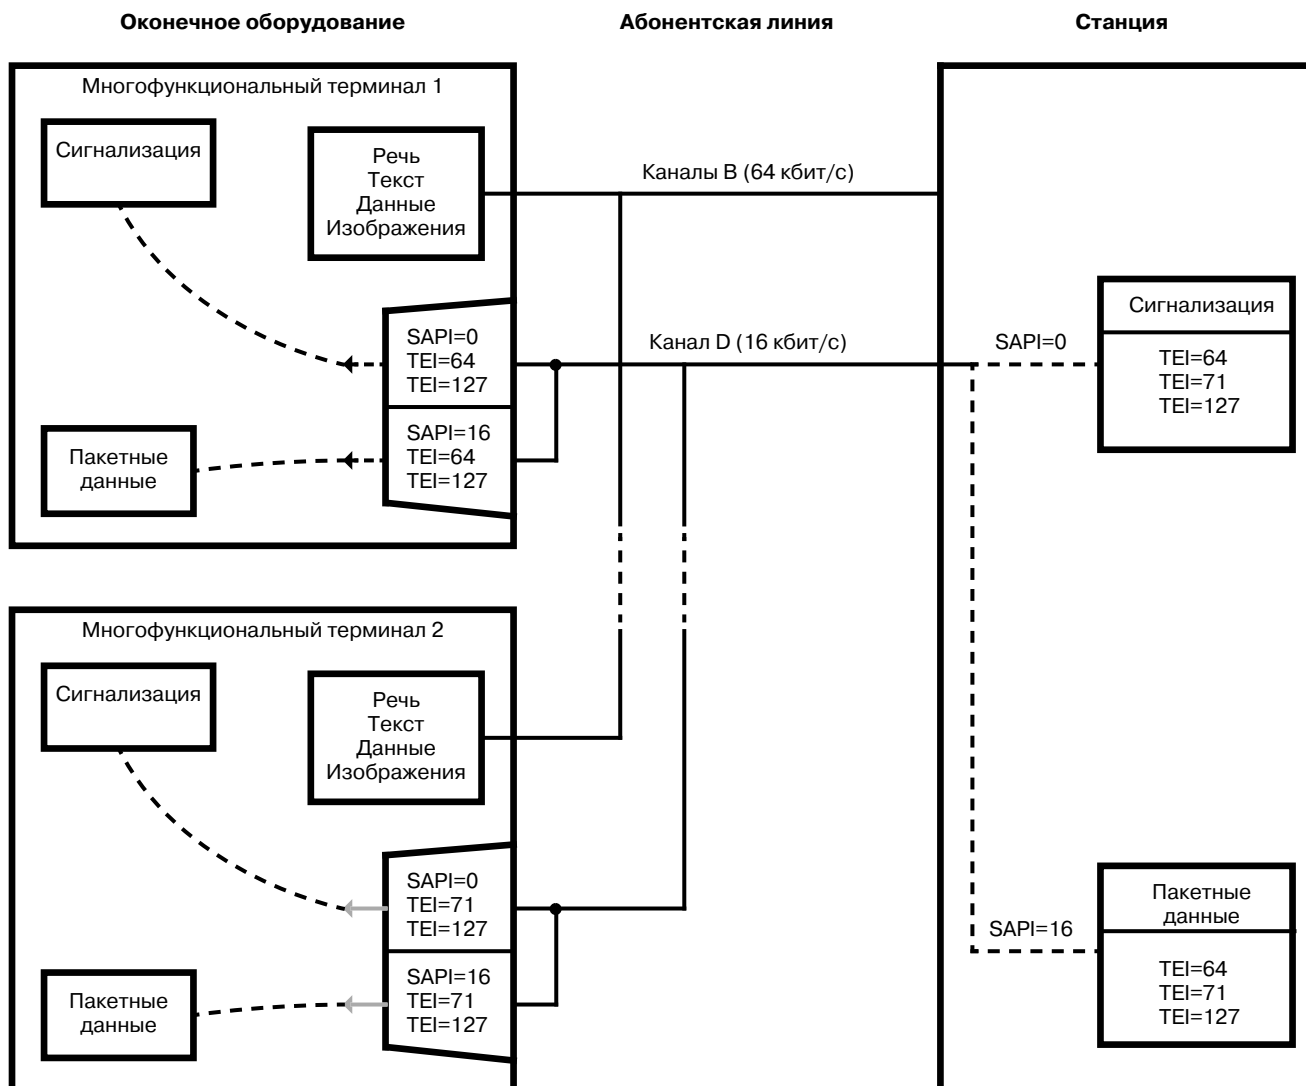 Оконечное оборудование
Абонентская линия
Станция
Многофункциональный терминал 1
Сигнализация
Речь
Текст
Данные
Изображения
Каналы B (64 кбит/с)
SAPI=0
TEI=64
TEI=127
SAPI=16
TEI=64
TEI=127
Пакетные
данные
Канал D (16 кбит/с)
SAPI=0
Сигнализация
TEI=64
TEI=71
TEI=127
Многофункциональный терминал 2
Сигнализация
Речь
Текст
Данные
Изображения
SAPI=0
TEI=71
TEI=127
SAPI=16
TEI=71
TEI=127
Пакетные
данные
SAPI=16
Пакетные
данные
TEI=64
TEI=71
TEI=127